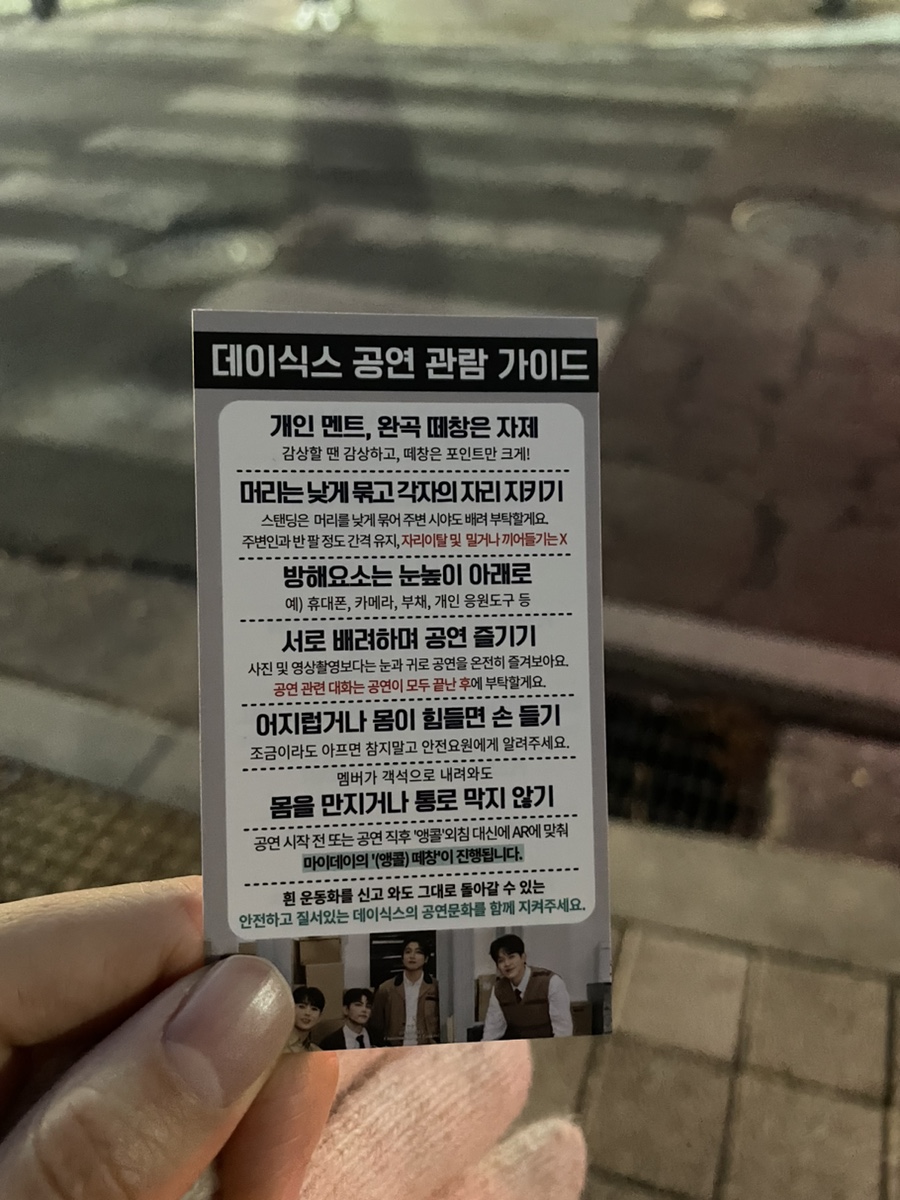 데이식스 공연 관람 가이드
개인 멘트, 완곡 떼창은 자제
감상할 땐 감상하고, 떼창은 포인트만 크게!
머리는 낮게 묶고 각자의 자리 지키기
스탠딩은 머리를 낮게 묶어 주변 시야도 배려 부탁할게요.
주변인과 반 팔 정도 간격 유지, 자리이탈 및 밀거나 끼어들기는 X
방해요소는 눈높이 아래로
예) 휴대폰, 카메라, 부채, 개인 응원도구 등
서로 배려하며 공연 즐기기
사진 및 영상촬영보다는 눈과 귀로 공연을 온전히 즐겨보아요.
공연 관련 대화는 공연이 모두 끝난 후에 부탁할게요.
어지럽거나 몸이 힘들면 손 들기
조금이라도 아프면 참지말고 안전요원에게 알려주세요.
멤버가 객석으로 내려와도
몸을 만지거나 통로 막지 않기
공연 시작 전 또는 공연 직후 '앵콜'외침 대신에 AR에 맞춰
마이데이의 '(앵콜) 떼창'이 진행됩니다.
흰 운동화를 신고 와도 그대로 돌아갈 수 있는
안전하고 질서있는 데이식스의 공연문화를 함께 지켜주세요.